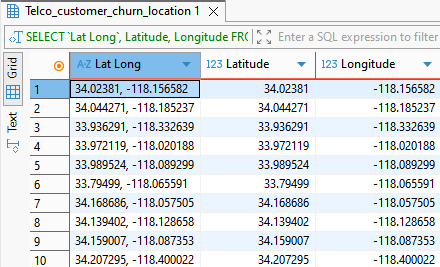 Telco_customer_churn_location 1
SELECT `Lat Long`, Latitude, Longitude FRO Enter a SQL expression to filter
Grid
Text
A-Z Lat Long 123 Latitude 123 Longitude
1 34.02381, -118.156582 34.02381 -118.156582
2 34.044271, -118.185237 34.044271 -118.185237
3 33.936291, -118.332639 33.936291 -118.332639
4 33.972119, -118.020188 33.972119 -118.020188
5 33.989524, -118.089299 33.989524 -118.089299
6 33.79499, -118.065591 33.79499 -118.065591
7 34.168686, -118.057505 34.168686 -118.057505
8 34.139402, -118.128658 34.139402 -118.128658
9 34.159007, -118.087353 34.159007 -118.087353
10 34.207295, -118.400022 34.207295 -118.400022